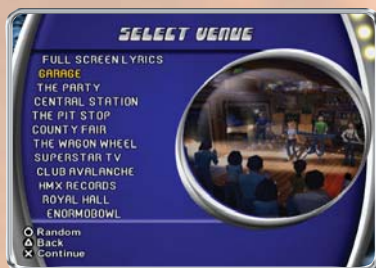 SELECT VENUE
FULL SCREEN LYRICS
GARAGE
THE PARTY
CENTRAL STATION
THE PIT STOP
COUNTY FAIR
THE WAGON WHEEL
SUPERSTAR TV
CLUB AVALANCHE
HMX RECORDS
ROYAL HALL
ENORMOBOWL
O Random
△ Back
X Continue